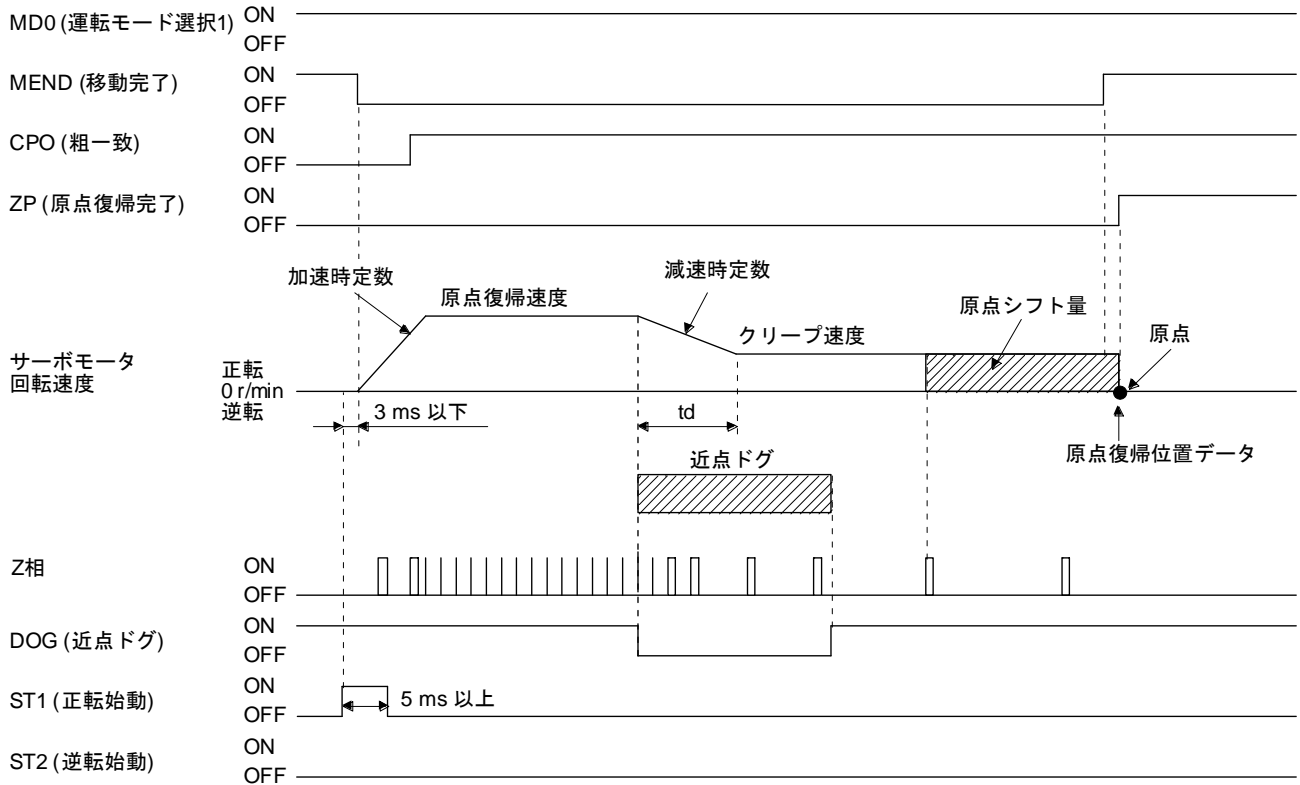 MD0 (運転モード選択1)
ON
OFF
MEND (移動完了)
ON
OFF
CPO (粗一致)
ON
OFF
ZP (原点復帰完了)
ON
OFF
加速時定数
原点復帰速度
減速時定数
クリープ速度
原点シフト量
原点
サーボモータ
回転速度
正転
0 r/min
逆転
3 ms 以下
td
原点復帰位置データ
近点ドグ
Z相
ON
OFF
DOG (近点ドグ)
ON
OFF
ST1 (正転始動)
ON
OFF
5 ms 以上
ST2 (逆転始動)
ON
OFF